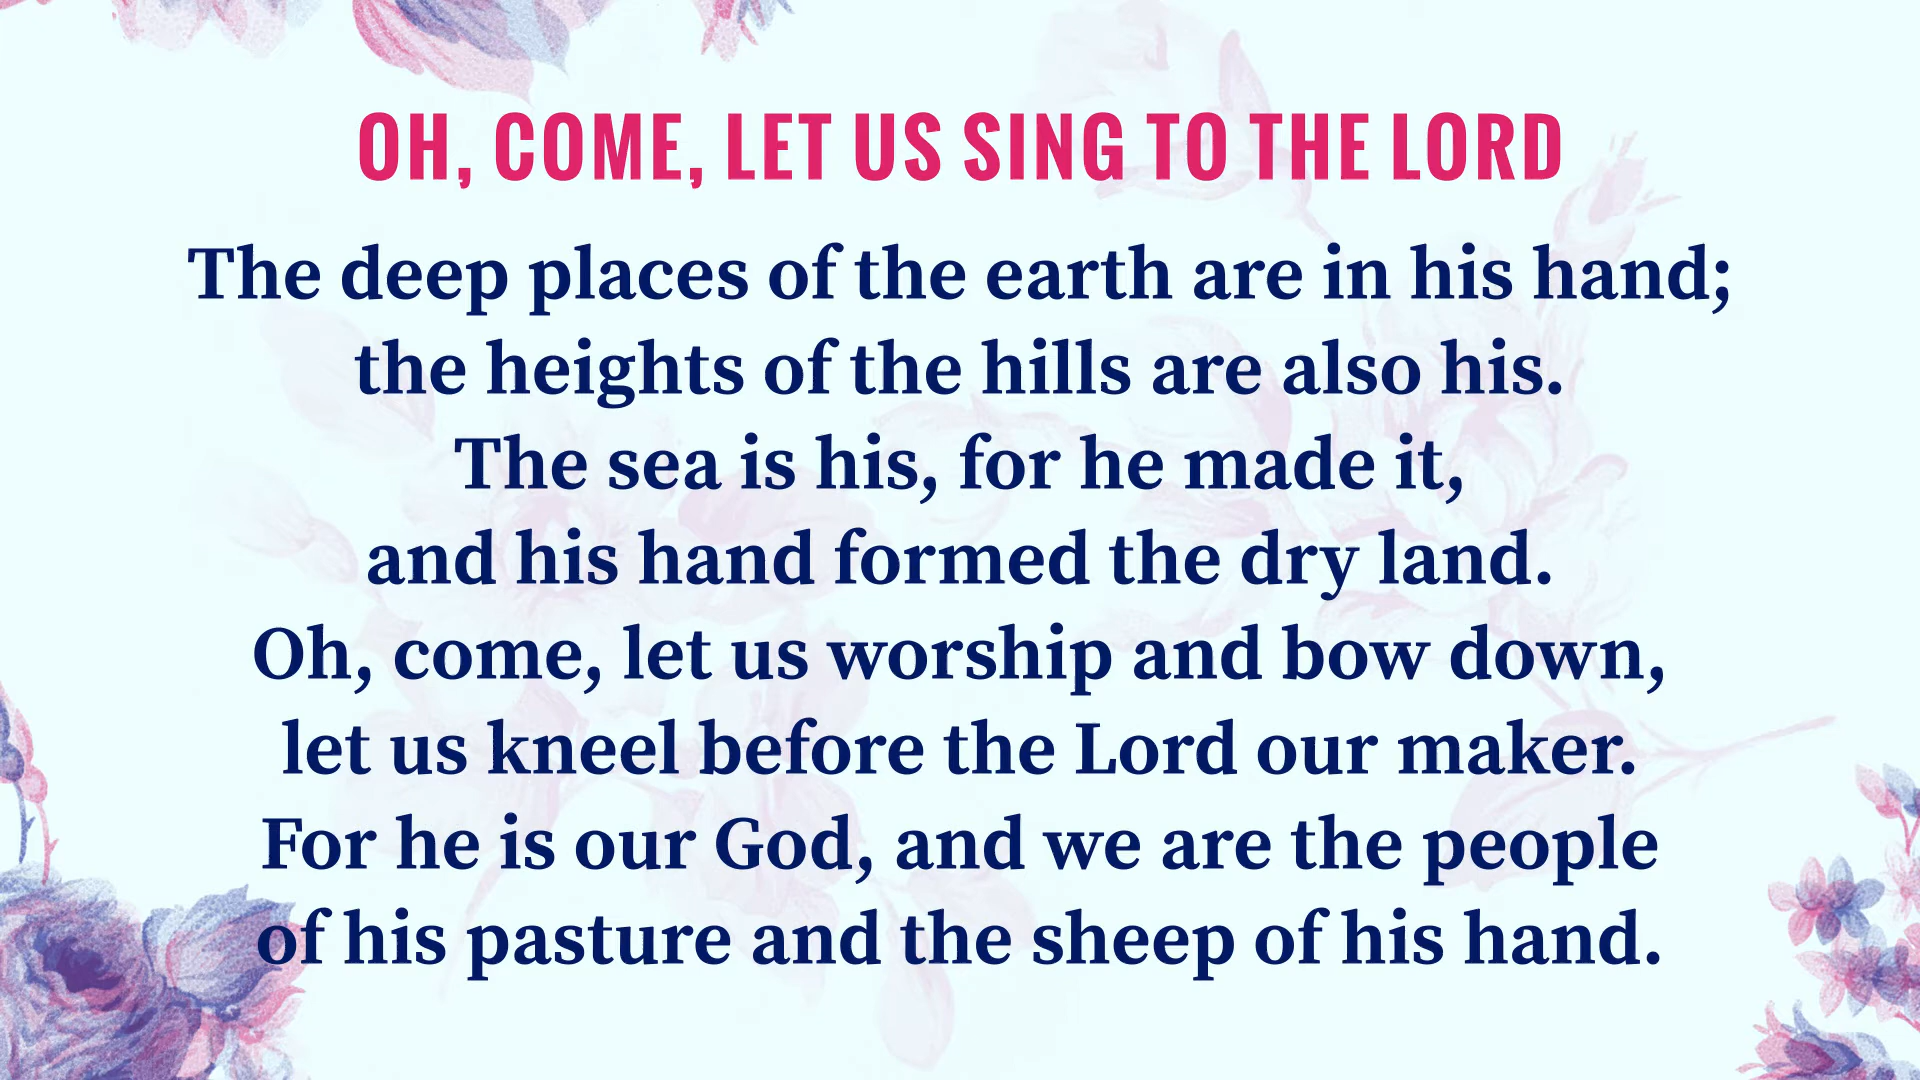 OH, COME, LET US SING TO THE LORD
The deep places of the earth are in his hand;
the heights of the hills are also his.
The sea is his, for he made it,
and his hand formed the dry land.
Oh, come, let us worship and bow down,
let us kneel before the Lord our maker.
For he is our God, and we are the people
of his pasture and the sheep of his hand.